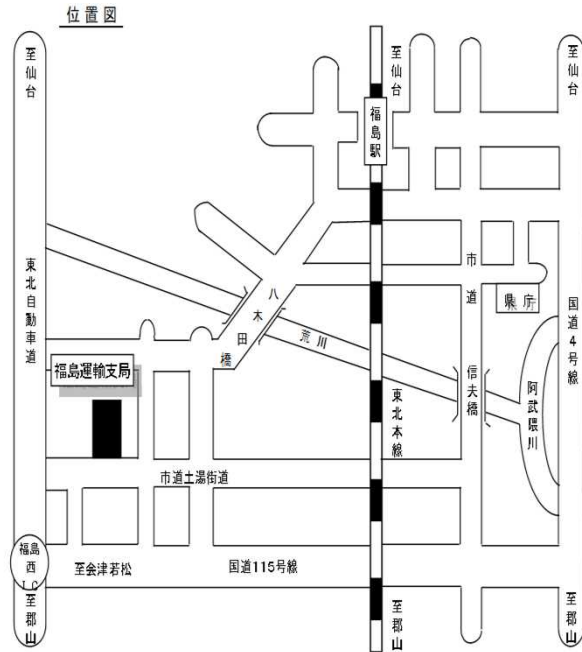 位置図
至仙台
至仙台
至仙台
福島駅
東北自動車道
市道
県庁
国道4号線
八木田橋
荒川
福島運輸支局
信夫橋
阿武隈川
東北本線
市道土湯街道
福島西IC
至会津若松
国道115号線
至郡山
至郡山
至郡山